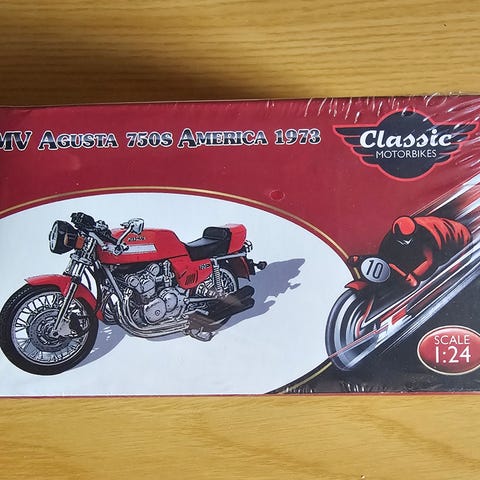 MV AGUSTA 750S AMERICA 1973
Classic
MOTORBIKES
10
SCALE
1:24